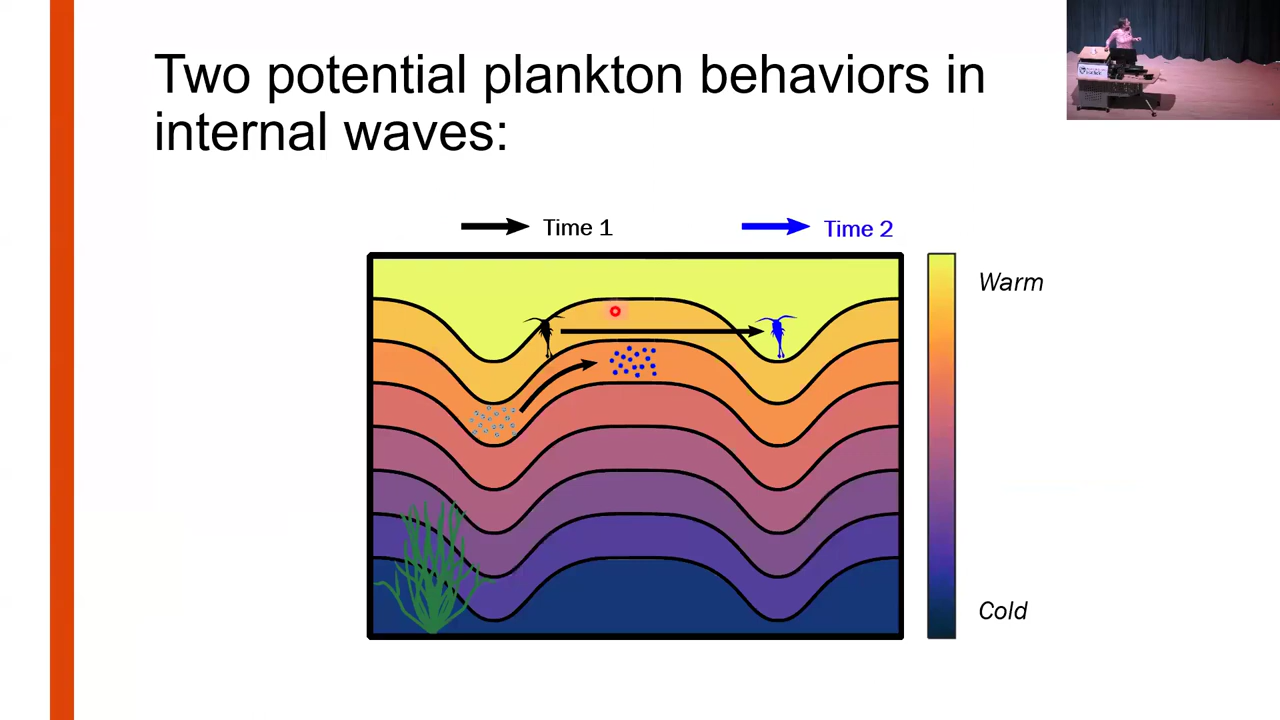 Two potential plankton behaviors in
internal waves:
Time 1
Time 2
Warm
Cold